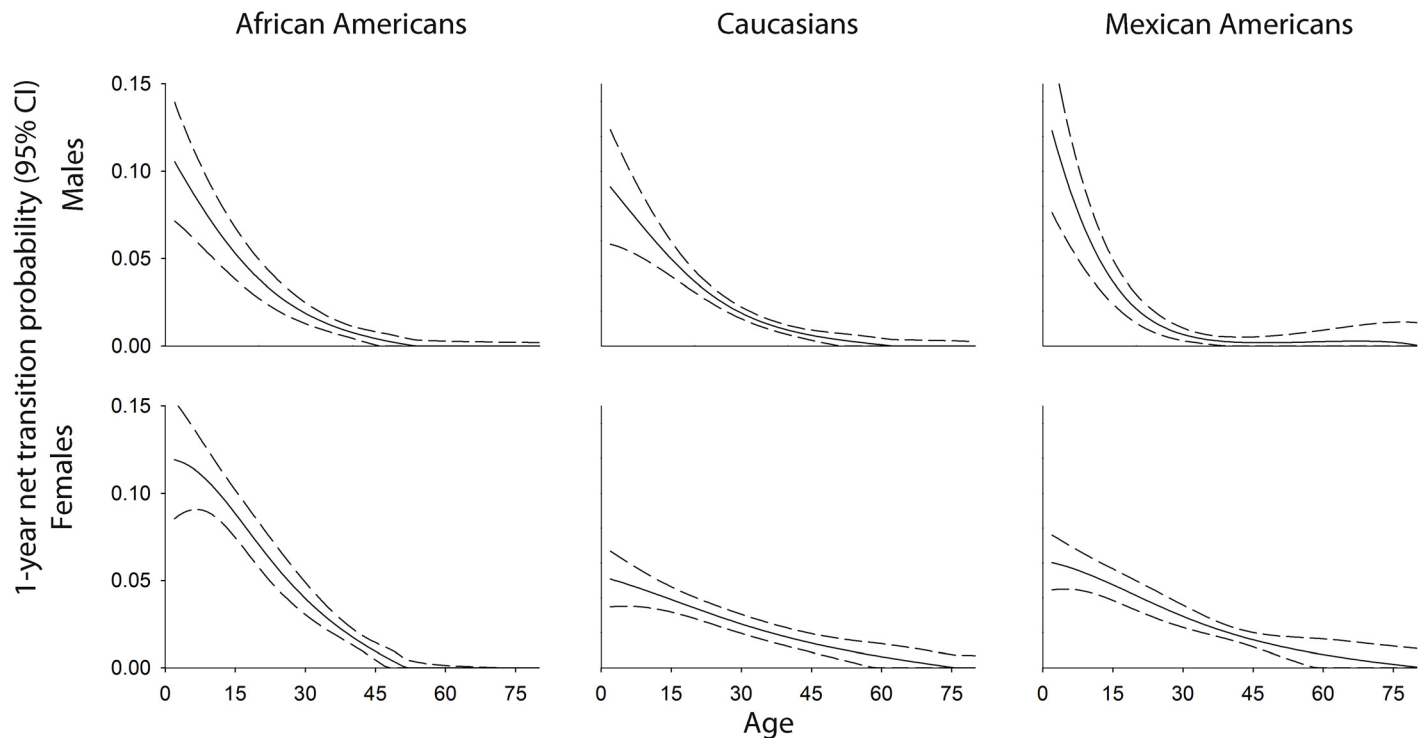 African Americans
Caucasians
Mexican Americans
1-year net transition probability (95% CI)
Males
0.15
0.10
0.05
0.00
Females
0.15
0.10
0.05
0.00
0 15 30 45 60 75
0 15 30 45 60 75
0 15 30 45 60 75
Age